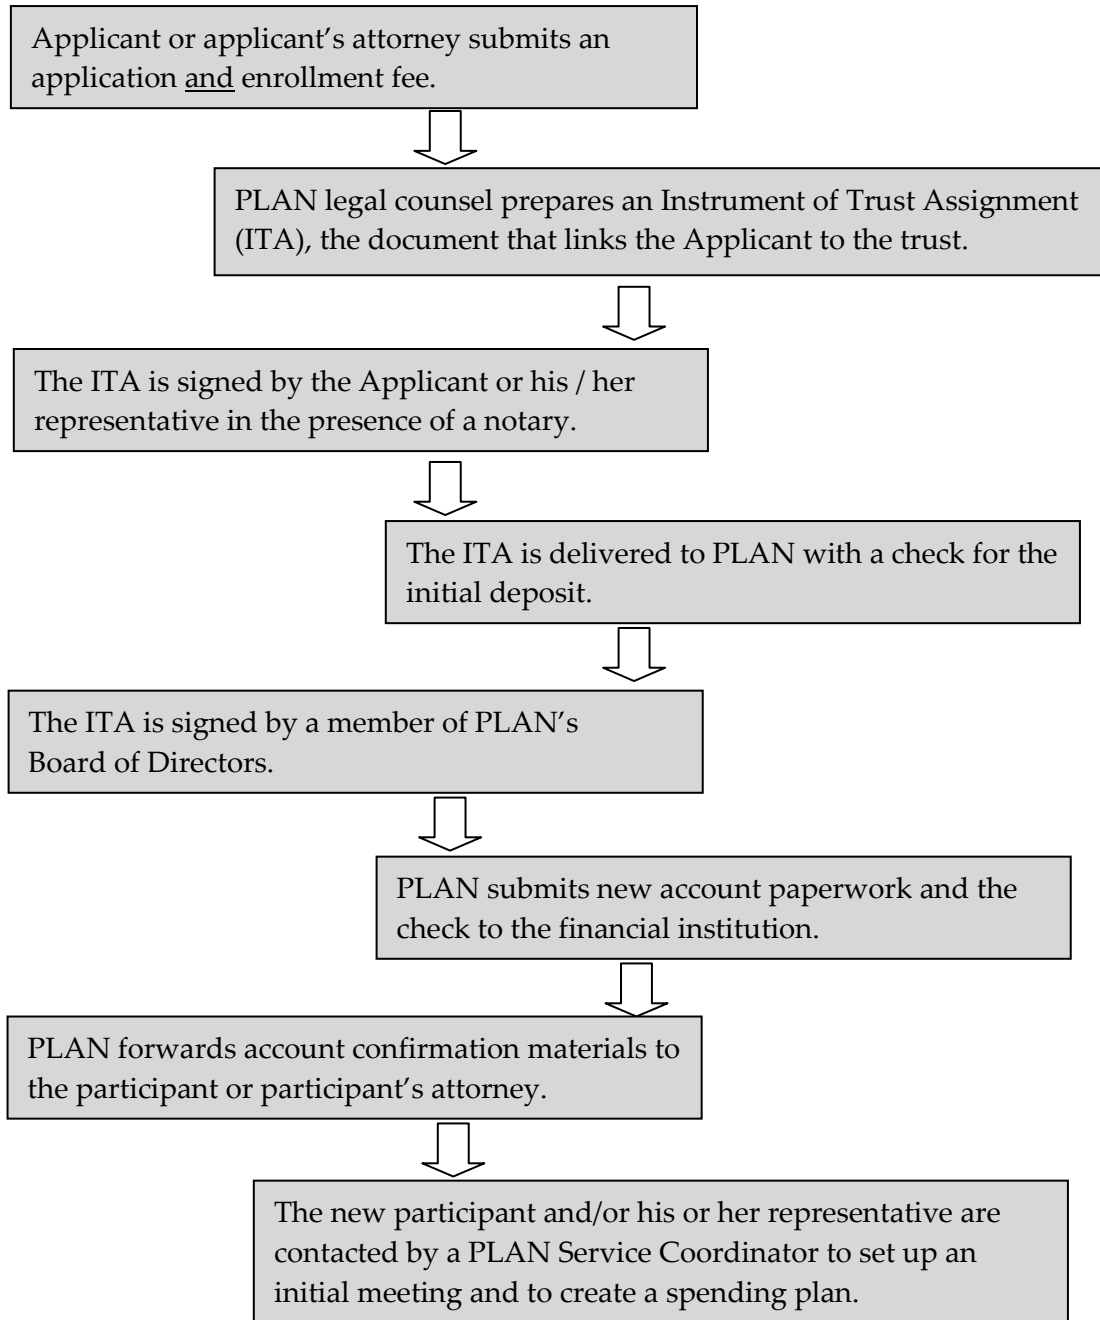 Applicant or applicant’s attorney submits an
application and enrollment fee.
PLAN legal counsel prepares an Instrument of Trust Assignment
(ITA), the document that links the Applicant to the trust.
The ITA is signed by the Applicant or his / her
representative in the presence of a notary.
The ITA is delivered to PLAN with a check for the
initial deposit.
The ITA is signed by a member of PLAN’s
Board of Directors.
PLAN submits new account paperwork and the
check to the financial institution.
PLAN forwards account confirmation materials to
the participant or participant’s attorney.
The new participant and/or his or her representative are
contacted by a PLAN Service Coordinator to set up an
initial meeting and to create a spending plan.